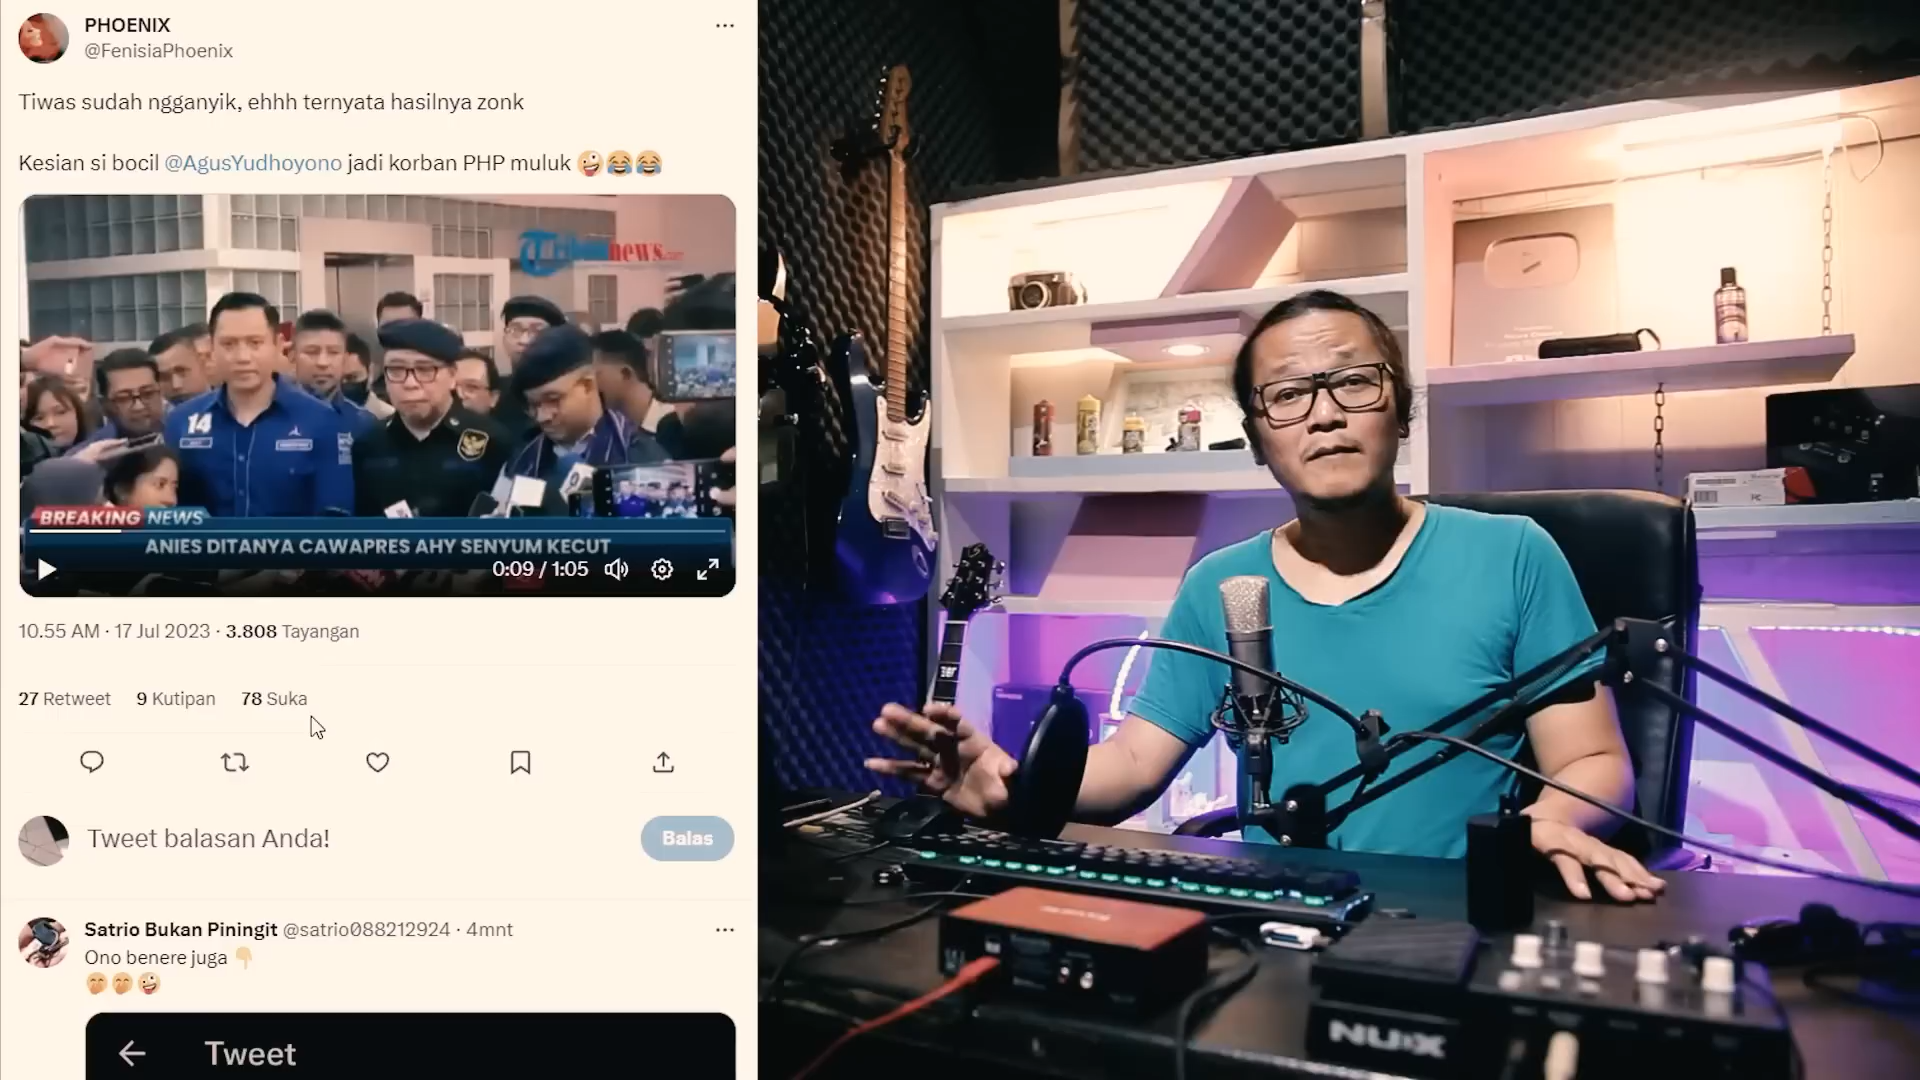 PHOENIX
@FenisiaPhoenix
Tiwas sudah ngganyik, ehhh ternyata hasilnya zonk
Kesian si bocil @AgusYudhoyono jadi korban PHP muluk 🤪😂😂
Tribunnews.com
14
BREAKING NEWS
ANIES DITANYA CAWAPRES AHY SENYUM KECUT
0:09 / 1:05
10.55 AM · 17 Jul 2023 · 3.808 Tayangan
27 Retweet 9 Kutipan 78 Suka
Tweet balasan Anda!
Balas
Satrio Bukan Piningit @satrio088212924 · 4mnt
Ono benere juga 👇
🤭🤭🤪
Tweet
NUX